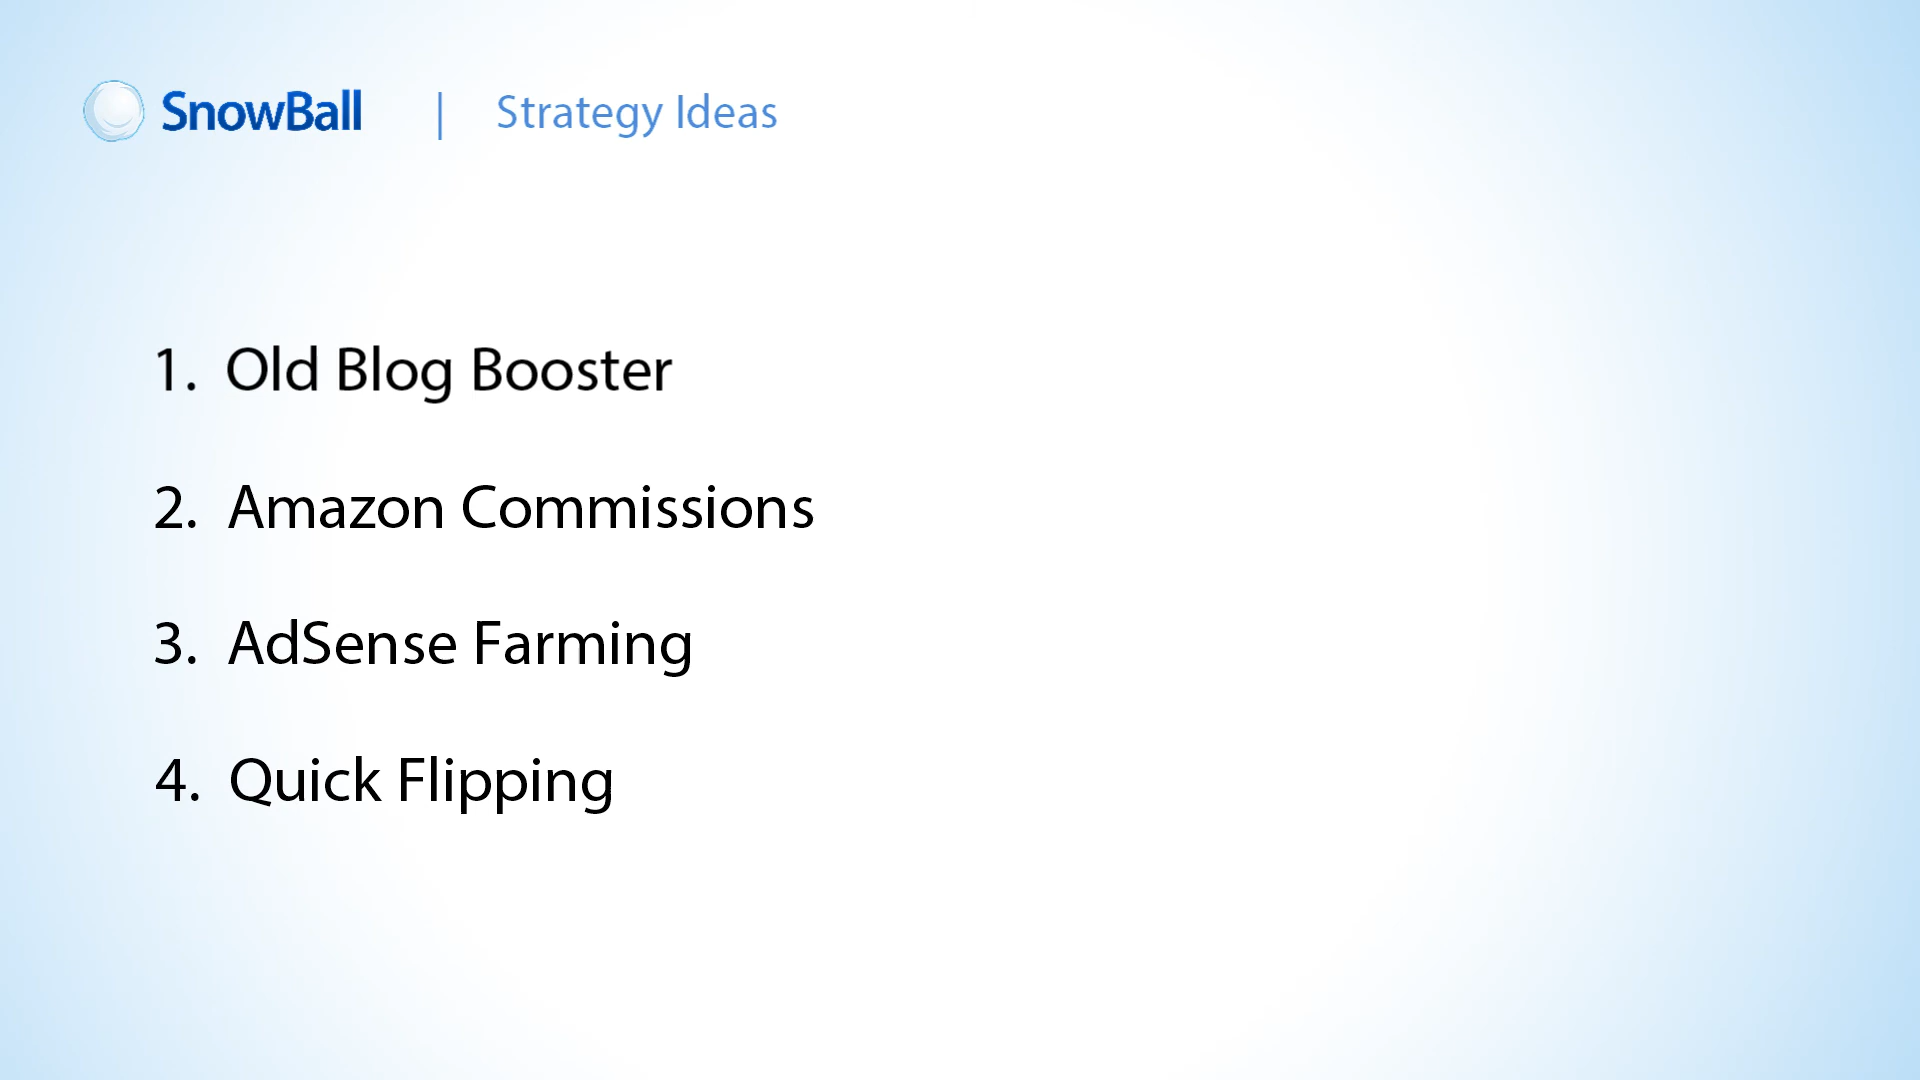 SnowBall | Strategy Ideas
1. Old Blog Booster
2. Amazon Commissions
3. AdSense Farming
4. Quick Flipping